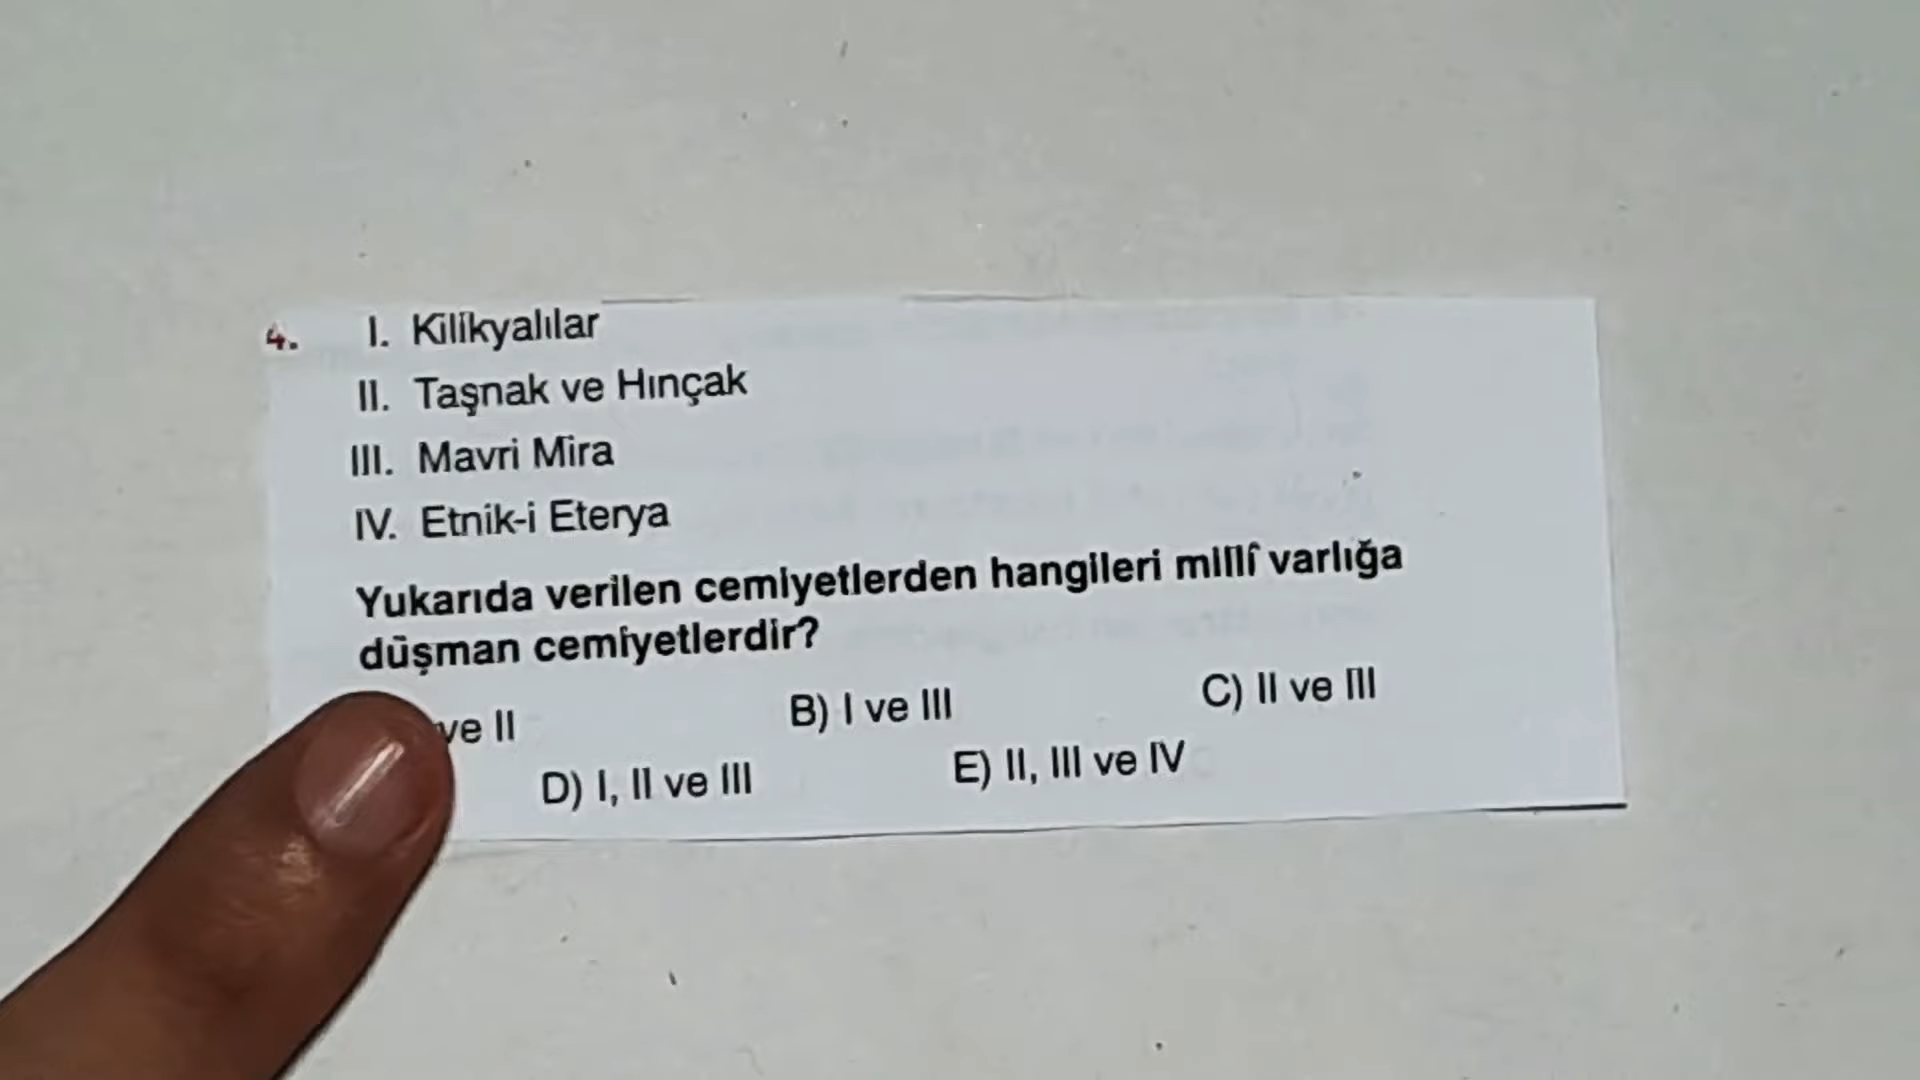 4. I. Kilikyalılar
II. Taşnak ve Hınçak
III. Mavri Mira
IV. Etnik-i Eterya
Yukarıda verilen cemiyetlerden hangileri millî varlığa
düşman cemiyetlerdir?
ve II B) I ve III C) II ve III
D) I, II ve III E) II, III ve IV